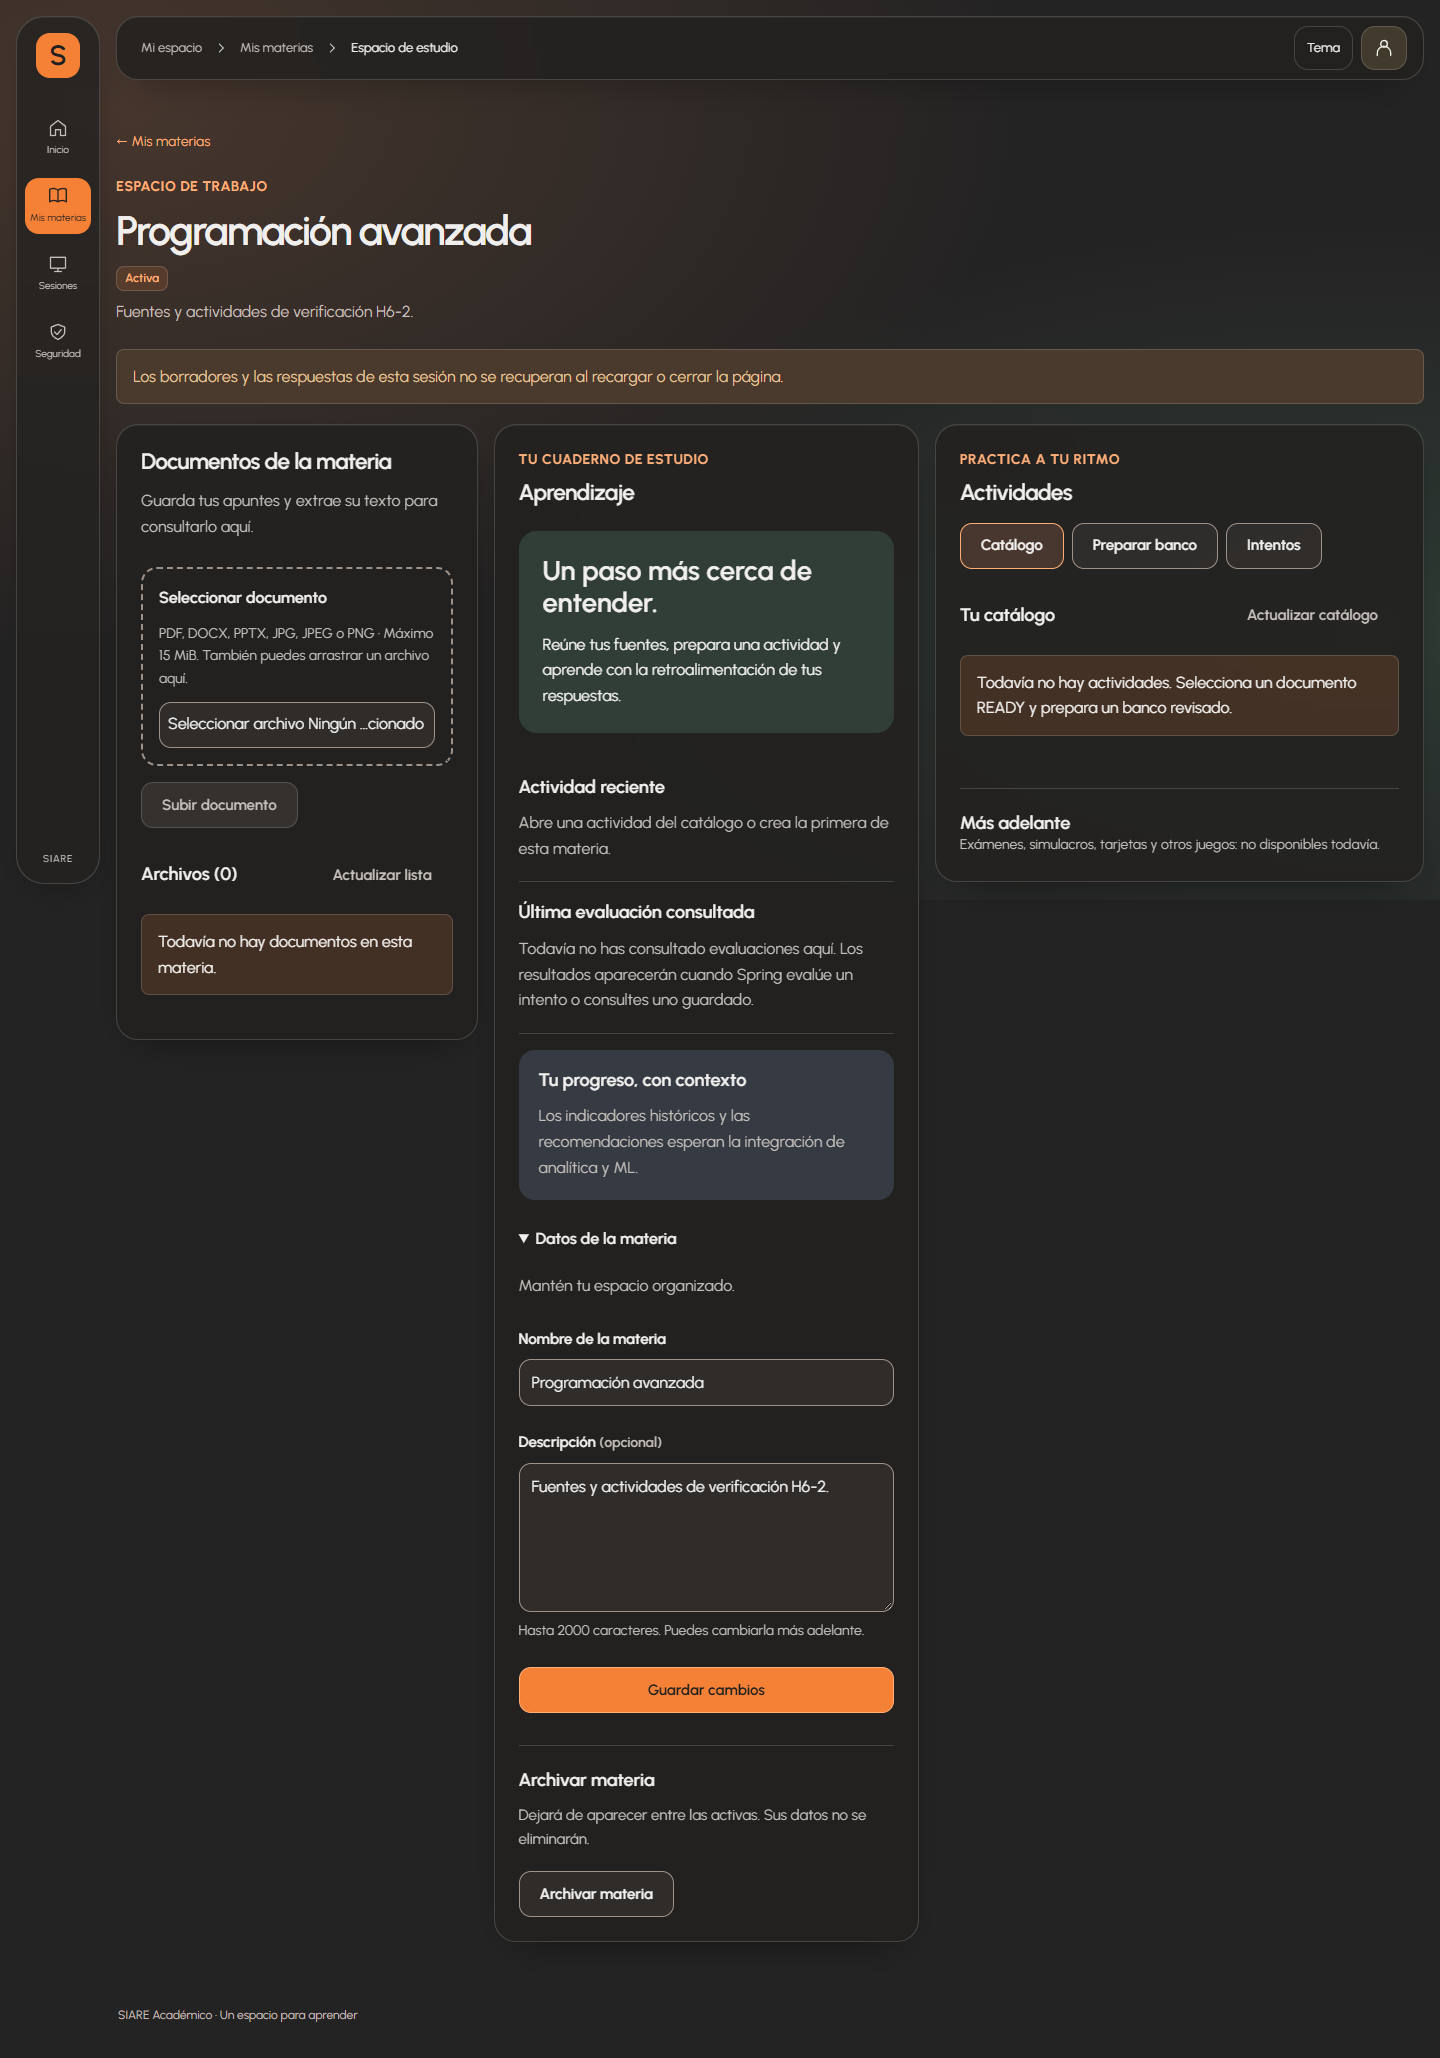 S
Inicio
Mis materias
Sesiones
Seguridad
SIARE
Mi espacio > Mis materias > Espacio de estudio
Tema
← Mis materias
ESPACIO DE TRABAJO
Programación avanzada
Activa
Fuentes y actividades de verificación H6-2.
Los borradores y las respuestas de esta sesión no se recuperan al recargar o cerrar la página.
Documentos de la materia
Guarda tus apuntes y extrae su texto para
consultarlo aquí.
Seleccionar documento
PDF, DOCX, PPTX, JPG, JPEG o PNG · Máximo
15 MiB. También puedes arrastrar un archivo
aquí.
Seleccionar archivo Ningún ...cionado
Subir documento
Archivos (0)
Actualizar lista
Todavía no hay documentos en esta
materia.
TU CUADERNO DE ESTUDIO
Aprendizaje
Un paso más cerca de
entender.
Reúne tus fuentes, prepara una actividad y
aprende con la retroalimentación de tus
respuestas.
Actividad reciente
Abre una actividad del catálogo o crea la primera de
esta materia.
Última evaluación consultada
Todavía no has consultado evaluaciones aquí. Los
resultados aparecerán cuando Spring evalúe un
intento o consultes uno guardado.
Tu progreso, con contexto
Los indicadores históricos y las
recomendaciones esperan la integración de
analítica y ML.
▼ Datos de la materia
Mantén tu espacio organizado.
Nombre de la materia
Programación avanzada
Descripción (opcional)
Fuentes y actividades de verificación H6-2.
Hasta 2000 caracteres. Puedes cambiarla más adelante.
Guardar cambios
Archivar materia
Dejará de aparecer entre las activas. Sus datos no se
eliminarán.
Archivar materia
PRACTICA A TU RITMO
Actividades
Catálogo
Preparar banco
Intentos
Tu catálogo
Actualizar catálogo
Todavía no hay actividades. Selecciona un documento
READY y prepara un banco revisado.
Más adelante
Exámenes, simulacros, tarjetas y otros juegos: no disponibles todavía.
SIARE Académico · Un espacio para aprender